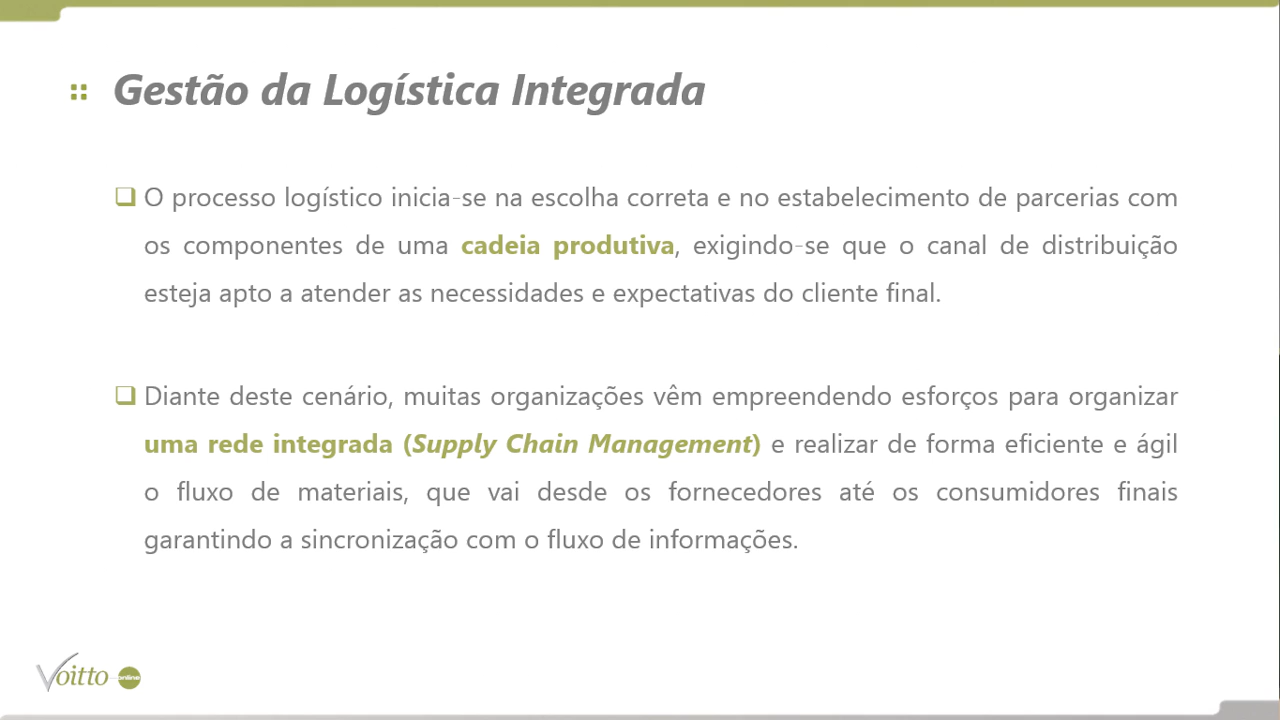 Gestão da Logística Integrada
O processo logístico inicia-se na escolha correta e no estabelecimento de parcerias com
os componentes de uma cadeia produtiva, exigindo-se que o canal de distribuição
esteja apto a atender as necessidades e expectativas do cliente final.
Diante deste cenário, muitas organizações vêm empreendendo esforços para organizar
uma rede integrada (Supply Chain Management) e realizar de forma eficiente e ágil
o fluxo de materiais, que vai desde os fornecedores até os consumidores finais
garantindo a sincronização com o fluxo de informações.
Voitto online